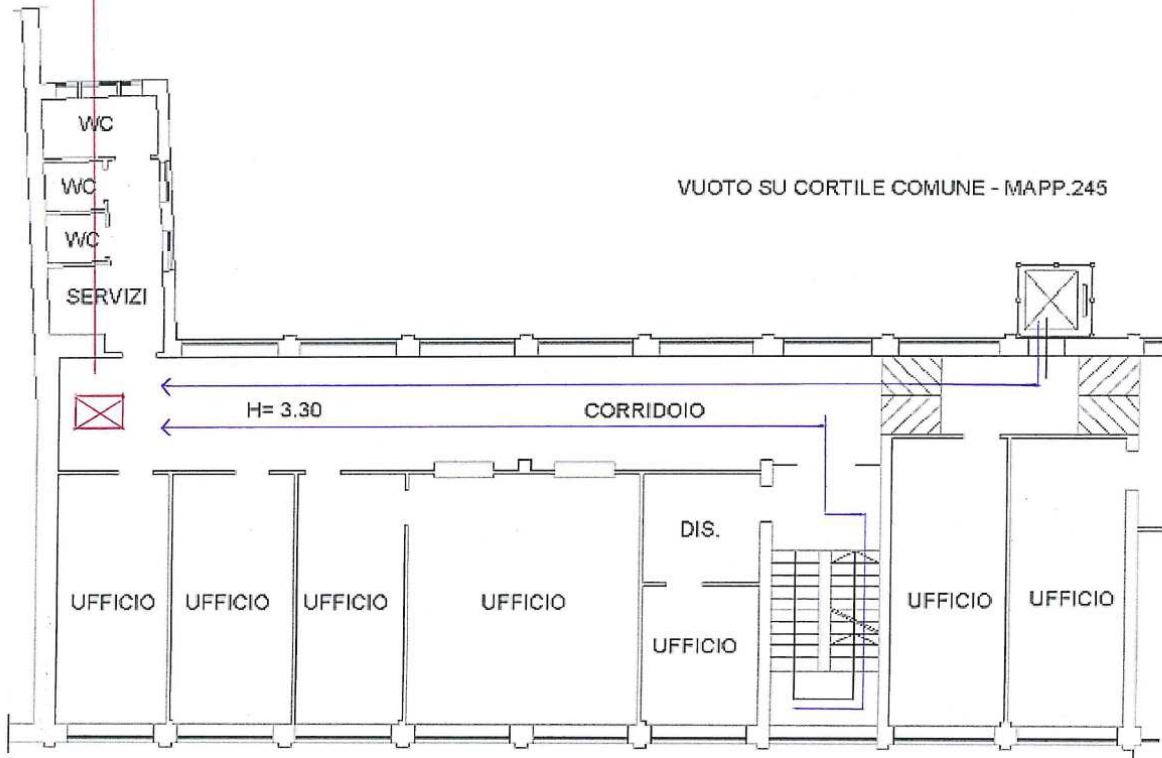 WC
VUOTO SU CORTILE COMUNE - MAPP.245
WC
WC
SERVIZI
H= 3.30
CORRIDOIO
DIS.
UFFICIO
UFFICIO
UFFICIO
UFFICIO
UFFICIO
UFFICIO
UFFICIO